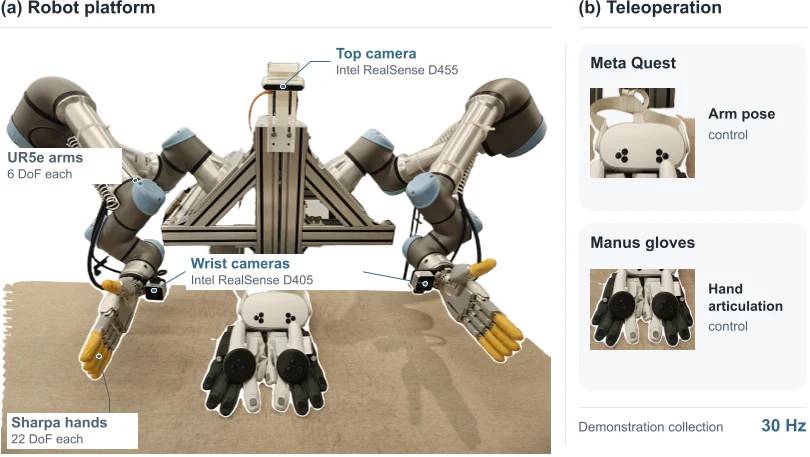 (a) Robot platform
Top camera
Intel RealSense D455
UR5e arms
6 DoF each
Wrist cameras
Intel RealSense D405
Sharpa hands
22 DoF each
(b) Teleoperation
Meta Quest
Arm pose
control
Manus gloves
Hand
articulation
control
Demonstration collection
30 Hz